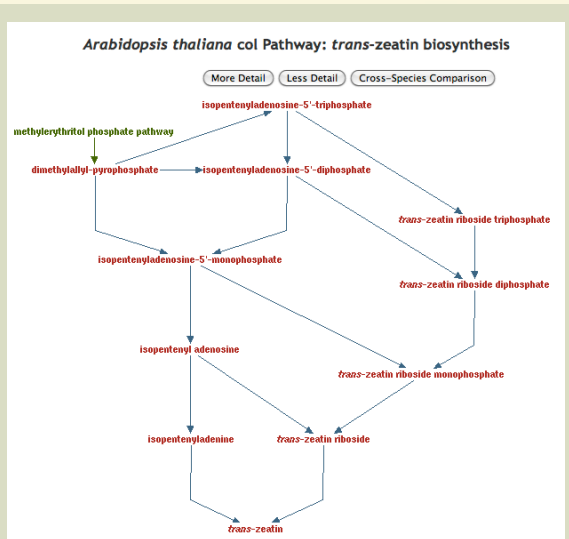 Arabidopsis thaliana col Pathway: trans-zeatin biosynthesis
More Detail Less Detail Cross-Species Comparison
isopentenyladenosine-5'-triphosphate
methylerythritol phosphate pathway
dimethylallyl-pyrophosphate isopentenyladenosine-5'-diphosphate
trans-zeatin riboside triphosphate
isopentenyladenosine-5'-monophosphate
trans-zeatin riboside diphosphate
isopentenyl adenosine
trans-zeatin riboside monophosphate
isopentenyladenine trans-zeatin riboside
trans-zeatin